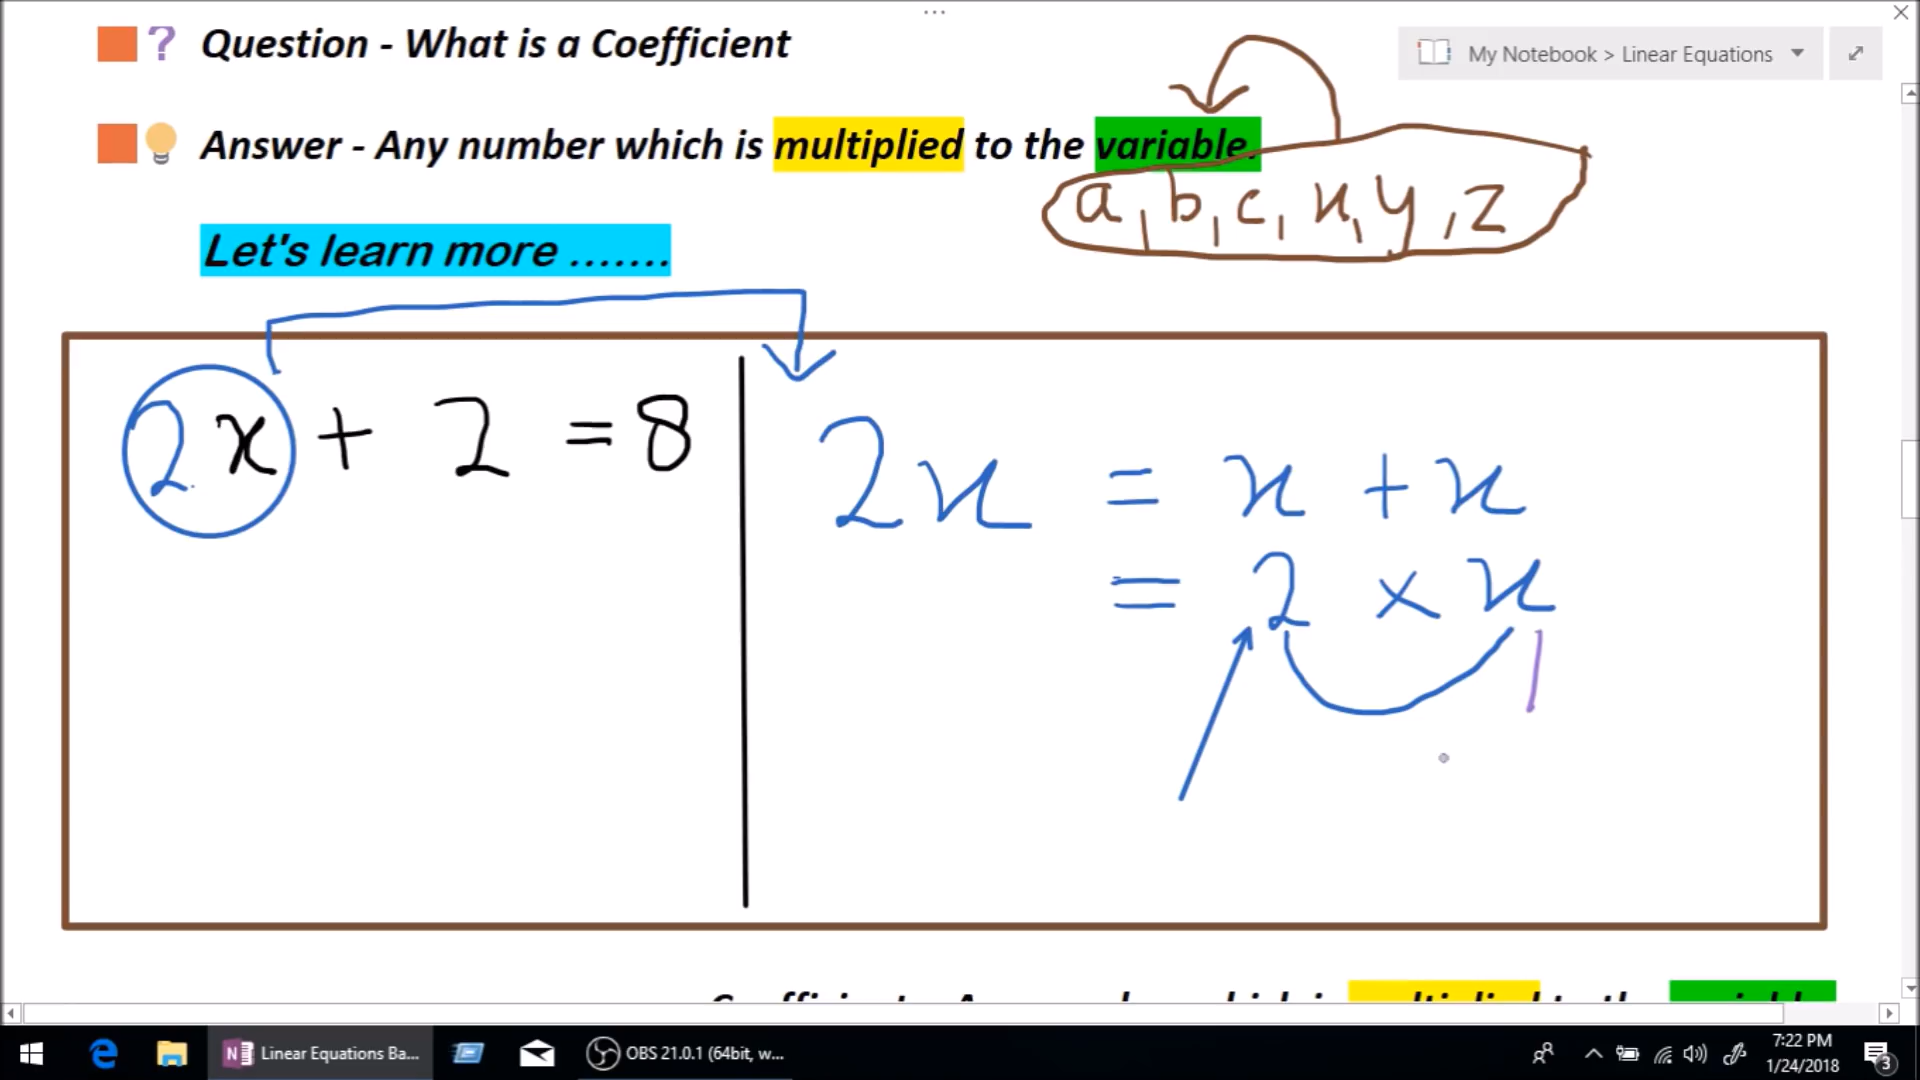 Question - What is a Coefficient
My Notebook > Linear Equations
Answer - Any number which is multiplied to the variable.
a, b, c, x, y, z
Let's learn more .......
2x + 2 = 8
2x = x + x
= 2 × x
Linear Equations Ba...
OBS 21.0.1 (64bit, w...
7:22 PM
1/24/2018
3